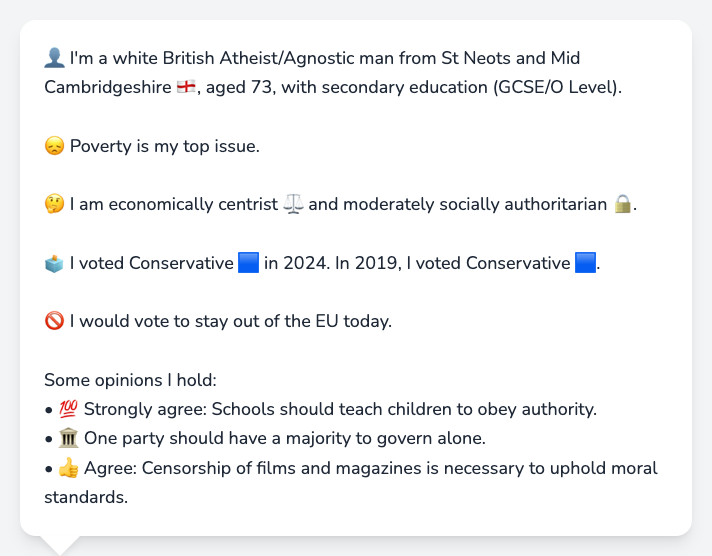 👤 I'm a white British Atheist/Agnostic man from St Neots and Mid
Cambridgeshire 🏴󠁧󠁢󠁥󠁮󠁧󠁿, aged 73, with secondary education (GCSE/O Level).
😞 Poverty is my top issue.
🤔 I am economically centrist ⚖️ and moderately socially authoritarian 🔒.
🗳️ I voted Conservative 🟦 in 2024. In 2019, I voted Conservative 🟦.
🚫 I would vote to stay out of the EU today.
Some opinions I hold:
• 💯 Strongly agree: Schools should teach children to obey authority.
• 🏛️ One party should have a majority to govern alone.
• 👍 Agree: Censorship of films and magazines is necessary to uphold moral
standards.